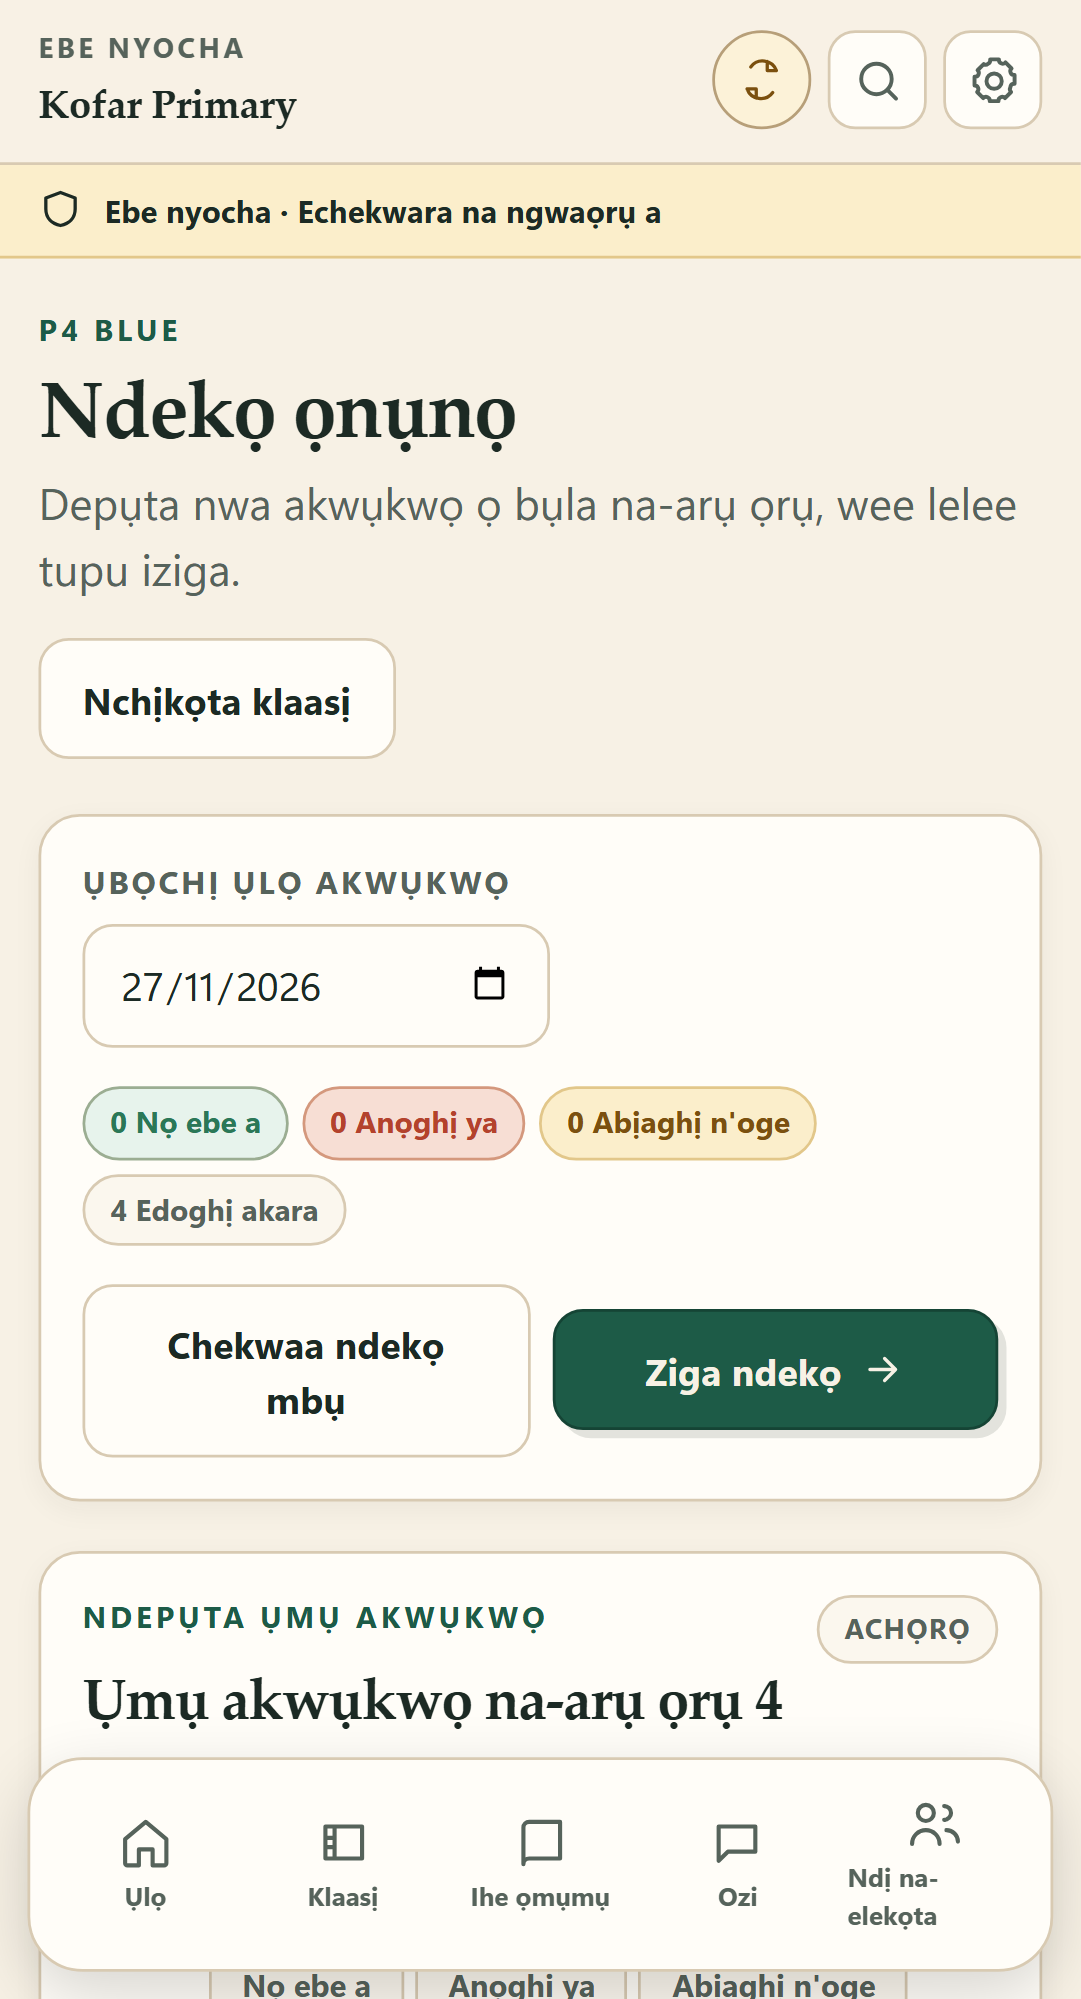 EBE NYOCHA
Kofar Primary
Ebe nyocha · Echekwara na ngwaọrụ a
P4 BLUE
Ndekọ ọnụnọ
Depụta nwa akwụkwọ ọ bụla na-arụ ọrụ, wee lelee
tupu iziga.
Nchịkọta klaasị
ỤBỌCHỊ ỤLỌ AKWỤKWỌ
27/11/2026
0 Nọ ebe a
0 Anọghị ya
0 Abịaghị n'oge
4 Edoghị akara
Chekwaa ndekọ
mbụ
Ziga ndekọ
NDEPỤTA ỤMỤ AKWỤKWỌ
ACHỌRỌ
Ụmụ akwụkwọ na-arụ ọrụ 4
Ụlọ
Klaasị
Ihe ọmụmụ
Ozi
Ndị na-
elekọta
Nọ ebe a
Anọghị ya
Abịaghị n'oge